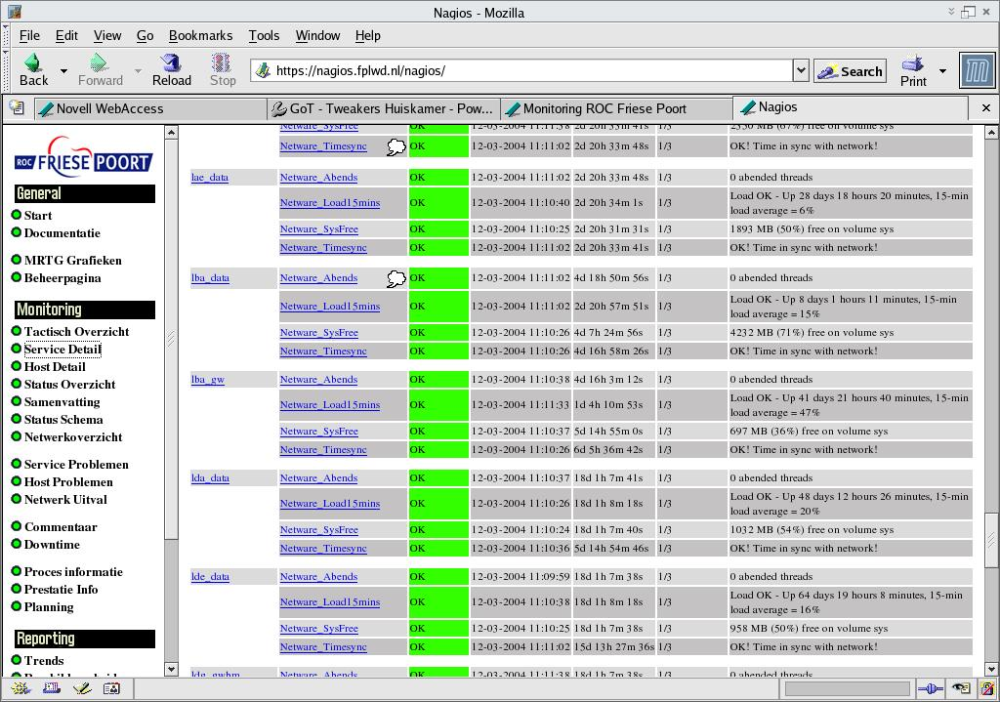 Nagios - Mozilla
File Edit View Go Bookmarks Tools Window Help
Back Forward Reload Stop https://nagios.fplwd.nl/nagios/ Search Print
Novell WebAccess GoT - Tweakers Huiskamer - Pow... Monitoring ROC Friese Poort Nagios
ROC FRIESE POORT
General
Start
Documentatie
MRTG Grafieken
Beheerpagina
Monitoring
Tactisch Overzicht
Service Detail
Host Detail
Status Overzicht
Samenvatting
Status Schema
Netwerkoverzicht
Service Problemen
Host Problemen
Netwerk Uitval
Commentaar
Downtime
Proces informatie
Prestatie Info
Planning
Reporting
Trends
Netware_SysFree OK 12-03-2004 11:11:38 2d 20h 33m 41s 1/3 2350 MB (67%) free on volume sys
Netware_Timesync OK 12-03-2004 11:11:02 2d 20h 33m 48s 1/3 OK! Time in sync with network!
lae_data Netware_Abends OK 12-03-2004 11:11:02 2d 20h 33m 48s 1/3 0 abended threads
Netware_Load15mins OK 12-03-2004 11:10:40 2d 20h 34m 1s 1/3 Load OK - Up 28 days 18 hours 20 minutes, 15-min
load average = 6%
Netware_SysFree OK 12-03-2004 11:10:25 2d 20h 31m 31s 1/3 1893 MB (50%) free on volume sys
Netware_Timesync OK 12-03-2004 11:11:02 2d 20h 33m 41s 1/3 OK! Time in sync with network!
lba_data Netware_Abends OK 12-03-2004 11:11:02 4d 18h 50m 56s 1/3 0 abended threads
Netware_Load15mins OK 12-03-2004 11:11:02 2d 20h 57m 51s 1/3 Load OK - Up 8 days 1 hours 11 minutes, 15-min
load average = 15%
Netware_SysFree OK 12-03-2004 11:10:26 4d 7h 24m 56s 1/3 4232 MB (71%) free on volume sys
Netware_Timesync OK 12-03-2004 11:10:26 4d 16h 58m 26s 1/3 OK! Time in sync with network!
lba_gw Netware_Abends OK 12-03-2004 11:10:38 4d 16h 3m 12s 1/3 0 abended threads
Netware_Load15mins OK 12-03-2004 11:11:33 1d 4h 10m 53s 1/3 Load OK - Up 41 days 21 hours 40 minutes, 15-min
load average = 47%
Netware_SysFree OK 12-03-2004 11:10:37 5d 14h 55m 0s 1/3 697 MB (36%) free on volume sys
Netware_Timesync OK 12-03-2004 11:10:26 6d 5h 36m 42s 1/3 OK! Time in sync with network!
lda_data Netware_Abends OK 12-03-2004 11:10:37 18d 1h 7m 41s 1/3 0 abended threads
Netware_Load15mins OK 12-03-2004 11:10:26 18d 1h 8m 18s 1/3 Load OK - Up 48 days 12 hours 26 minutes, 15-min
load average = 20%
Netware_SysFree OK 12-03-2004 11:10:24 18d 1h 7m 40s 1/3 1032 MB (54%) free on volume sys
Netware_Timesync OK 12-03-2004 11:10:36 5d 14h 54m 46s 1/3 OK! Time in sync with network!
lde_data Netware_Abends OK 12-03-2004 11:09:59 18d 1h 7m 38s 1/3 0 abended threads
Netware_Load15mins OK 12-03-2004 11:10:38 18d 1h 7m 38s 1/3 Load OK - Up 64 days 19 hours 8 minutes, 15-min
load average = 16%
Netware_SysFree OK 12-03-2004 11:10:25 18d 1h 7m 38s 1/3 958 MB (50%) free on volume sys
Netware_Timesync OK 12-03-2004 11:11:02 15d 13h 27m 36s 1/3 OK! Time in sync with network!
Netware_Abends OK 12-03-2004 11:11:38 18d 1h 7m 38s 1/3 0 abended threads